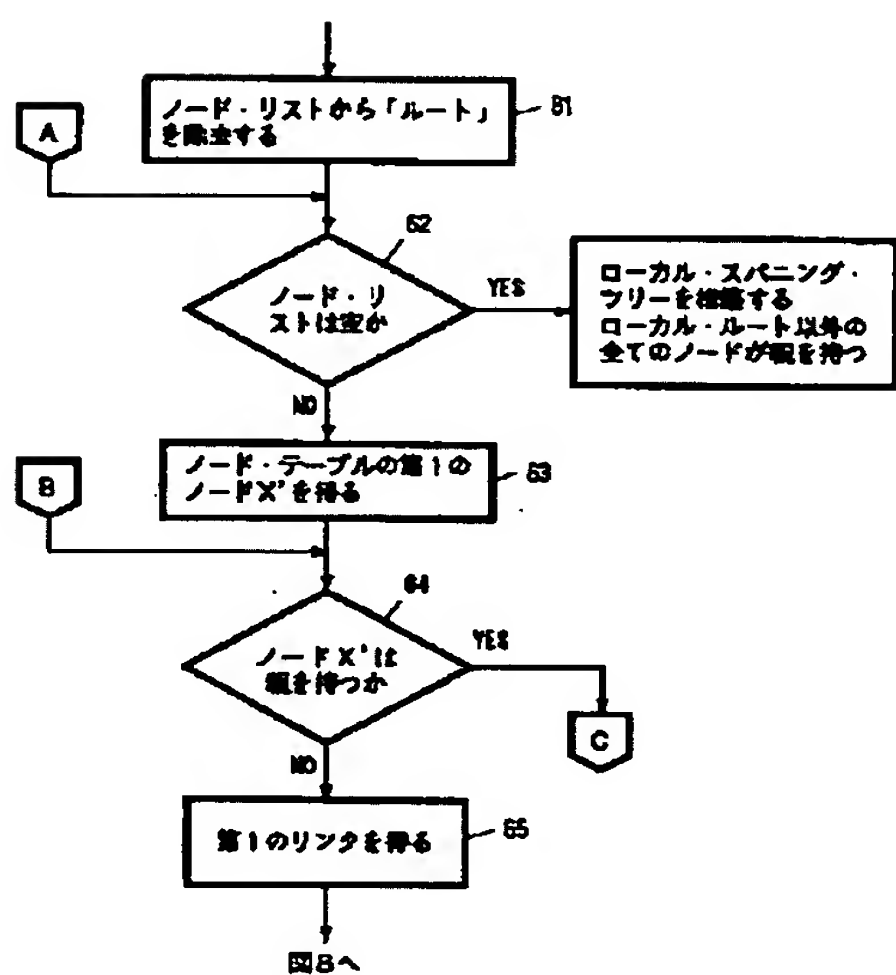 ノード・リストから「ルート」
を除去する
61
A
62
ノード・リ
ストは空か
YES
ローカル・スパニング・
ツリーを構築する
ローカル・ルート以外の
全てのノードが親を持つ
NO
ノード・テーブルの第1の
ノードX'を得る
63
B
64
ノードX'は
親を持つか
YES
C
NO
第1のリンクを得る
65
図8へ